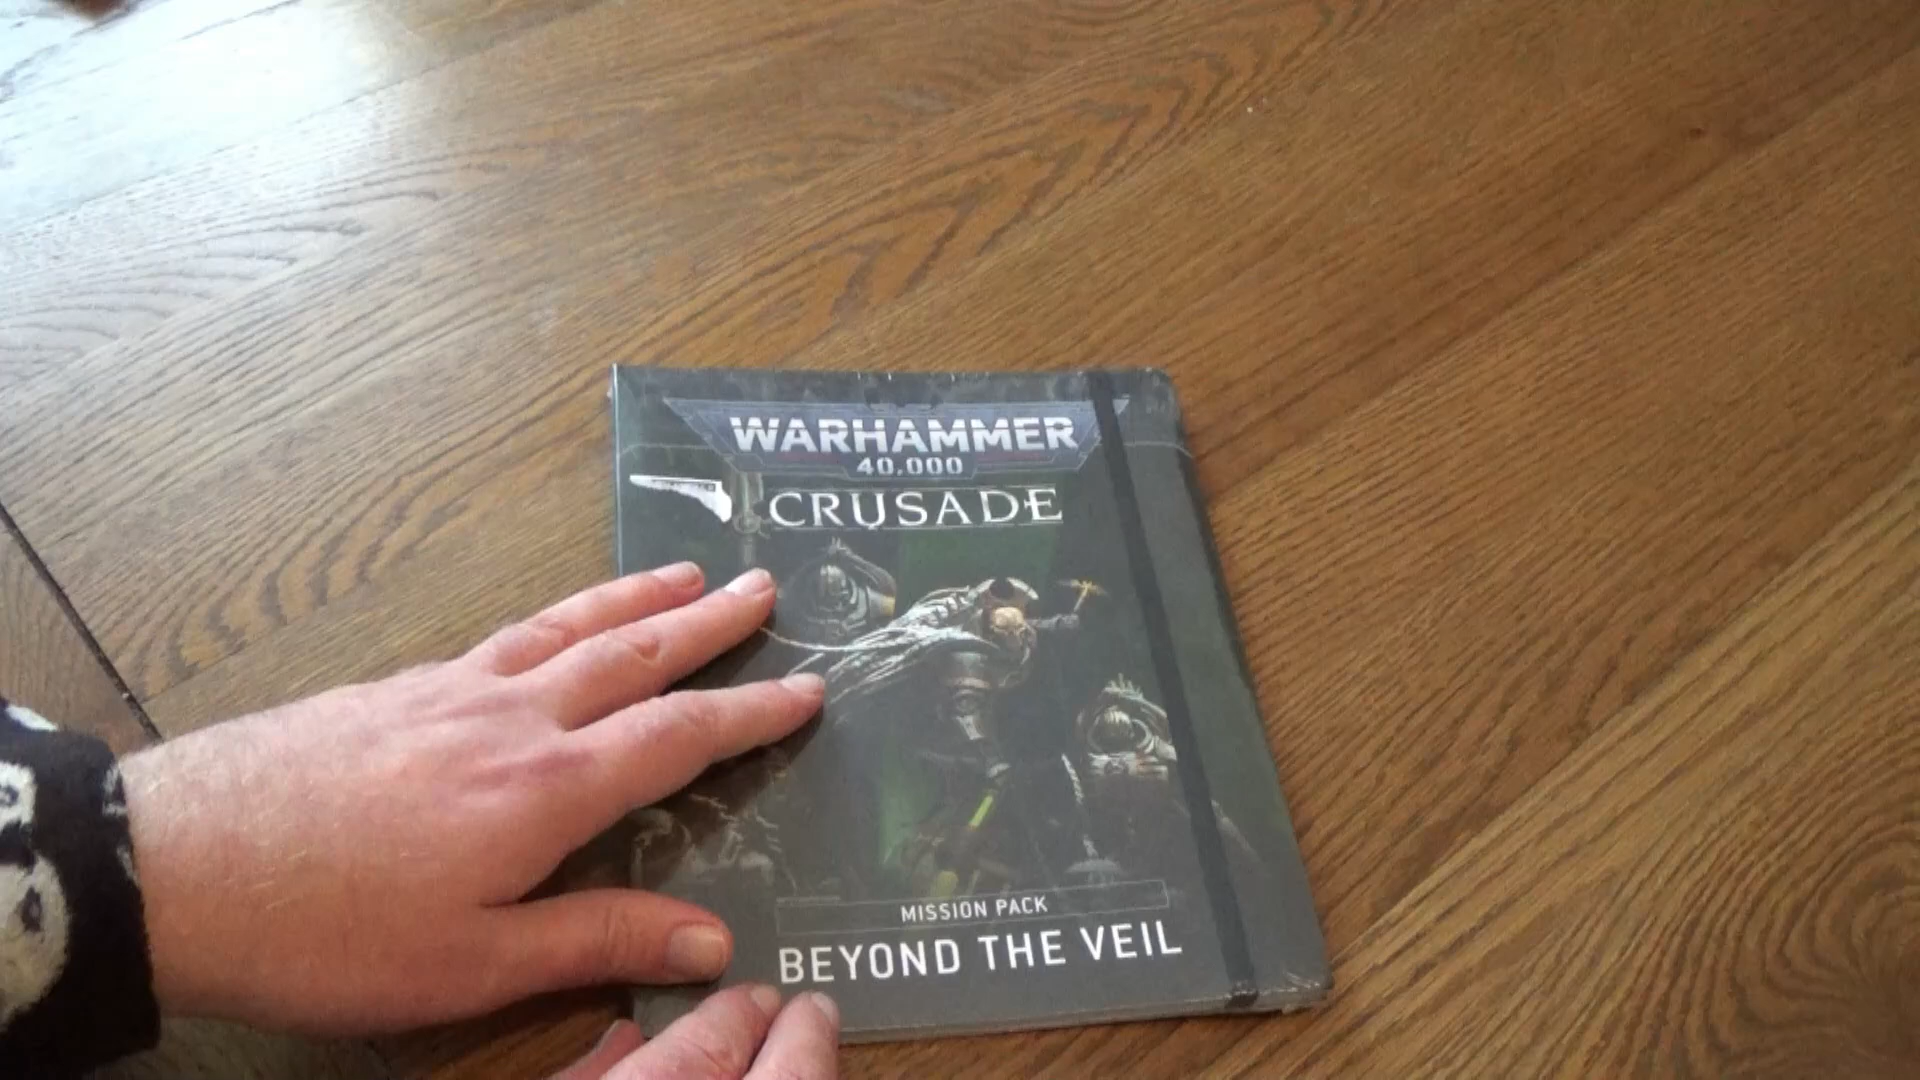 WARHAMMER
40,000
CRUSADE
MISSION PACK
BEYOND THE VEIL